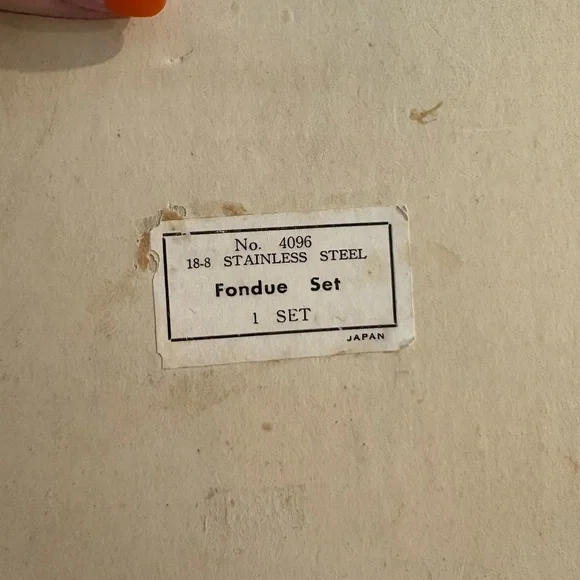 No. 4096
18-8 STAINLESS STEEL
Fondue Set
1 SET
JAPAN